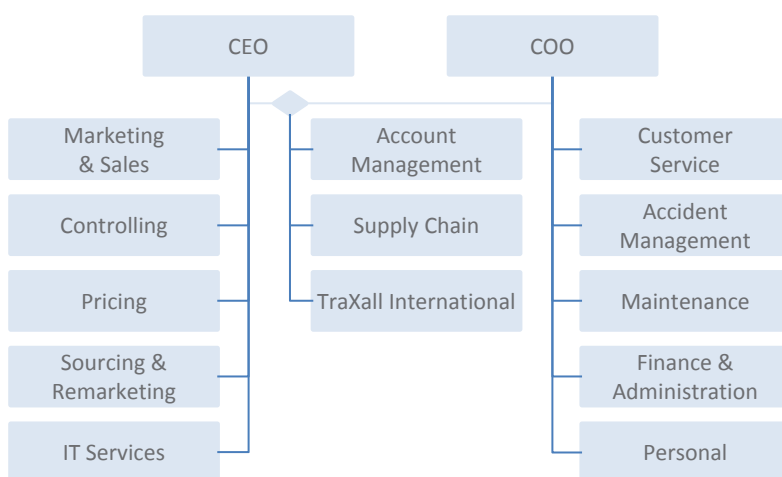 CEO
COO
Marketing
& Sales
Account
Management
Customer
Service
Controlling
Supply Chain
Accident
Management
Pricing
TraXall International
Maintenance
Sourcing &
Remarketing
Finance &
Administration
IT Services
Personal